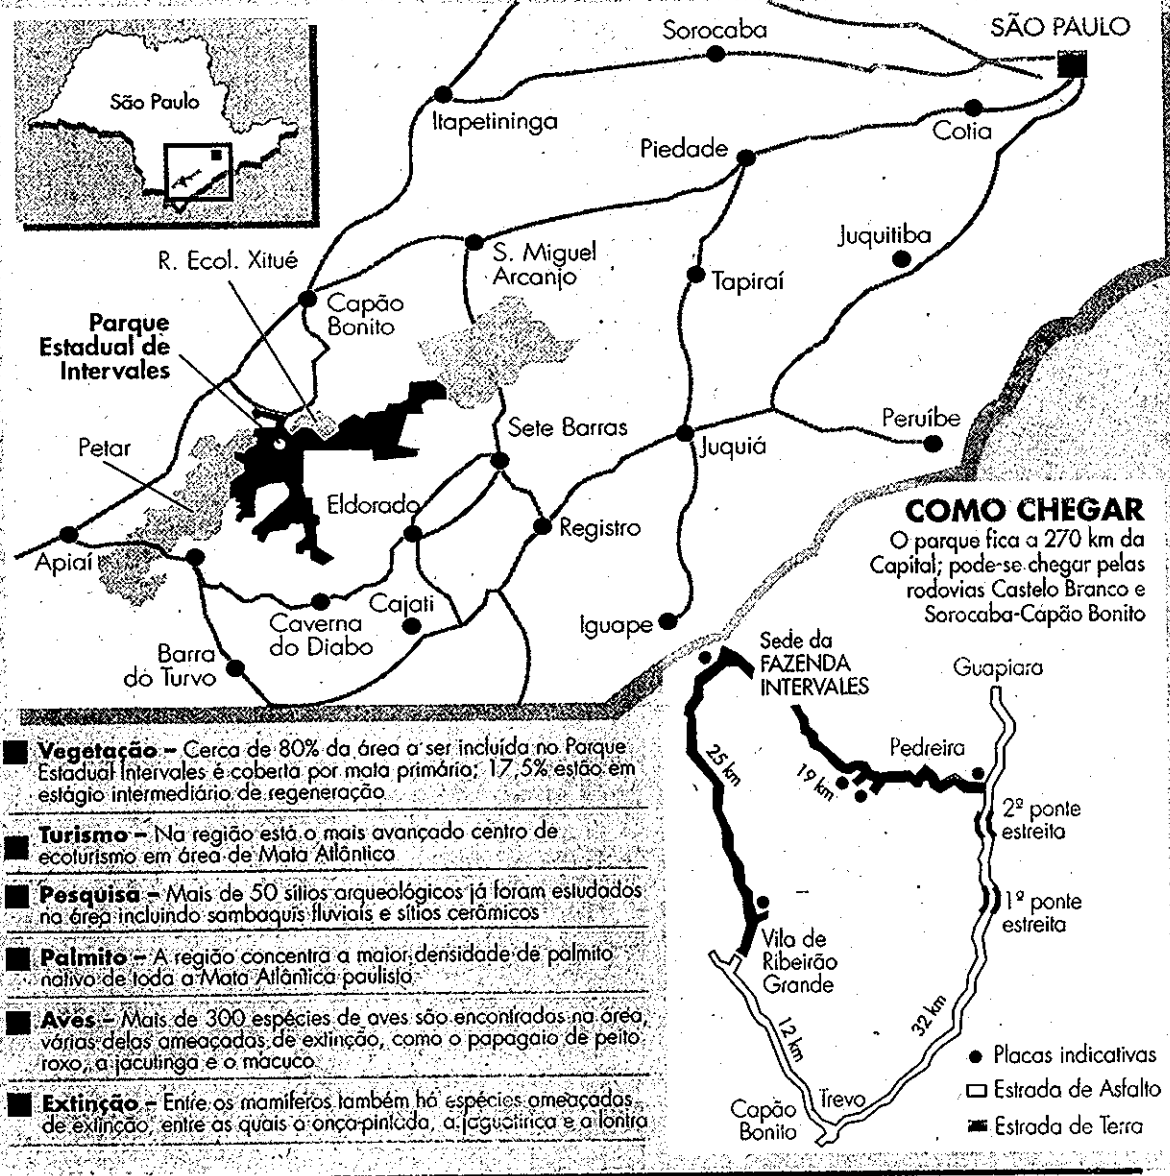 São Paulo
SÃO PAULO
Sorocaba
Itapetininga
Cotia
Piedade
Juquitiba
R. Ecol. Xitué
S. Miguel
Arcanjo
Tapiraí
Capão
Bonito
Parque
Estadual de
Intervales
Petar
Sete Barras
Peruíbe
Juquiá
Eldorado
Registro
Apiaí
Caverna
do Diabo
Cajati
Iguape
Barra
do Turvo
COMO CHEGAR
O parque fica a 270 km da
Capital; pode-se chegar pelas
rodovias Castelo Branco e
Sorocaba-Capão Bonito
Vegetação – Cerca de 80% da área a ser incluída no Parque
Estadual Intervales é coberta por mata primária; 17,5% estão em
estágio intermediário de regeneração
Turismo – Na região está o mais avançado centro de
ecoturismo em área de Mata Atlântica
Pesquisa – Mais de 50 sítios arqueológicos já foram estudados
na área incluindo sambaquis fluviais e sítios cerâmicos
Palmito – A região concentra a maior densidade de palmito
nativo de toda a Mata Atlântica paulista
Aves – Mais de 300 espécies de aves são encontradas na área,
várias delas ameaçadas de extinção, como o papagaio de peito
roxo, a jacutinga e o macuco
Extinção – Entre os mamíferos também há espécies ameaçadas
de extinção, entre as quais a onça-pintada, a jaguatirica e a lontra
Sede da
FAZENDA
INTERVALES
Guapiara
Pedreira
25 km
19 km
2º ponte
estreita
1º ponte
estreita
Vila de
Ribeirão
Grande
12 km
32 km
Trevo
Capão
Bonito
Placas indicativas
Estrada de Asfalto
Estrada de Terra